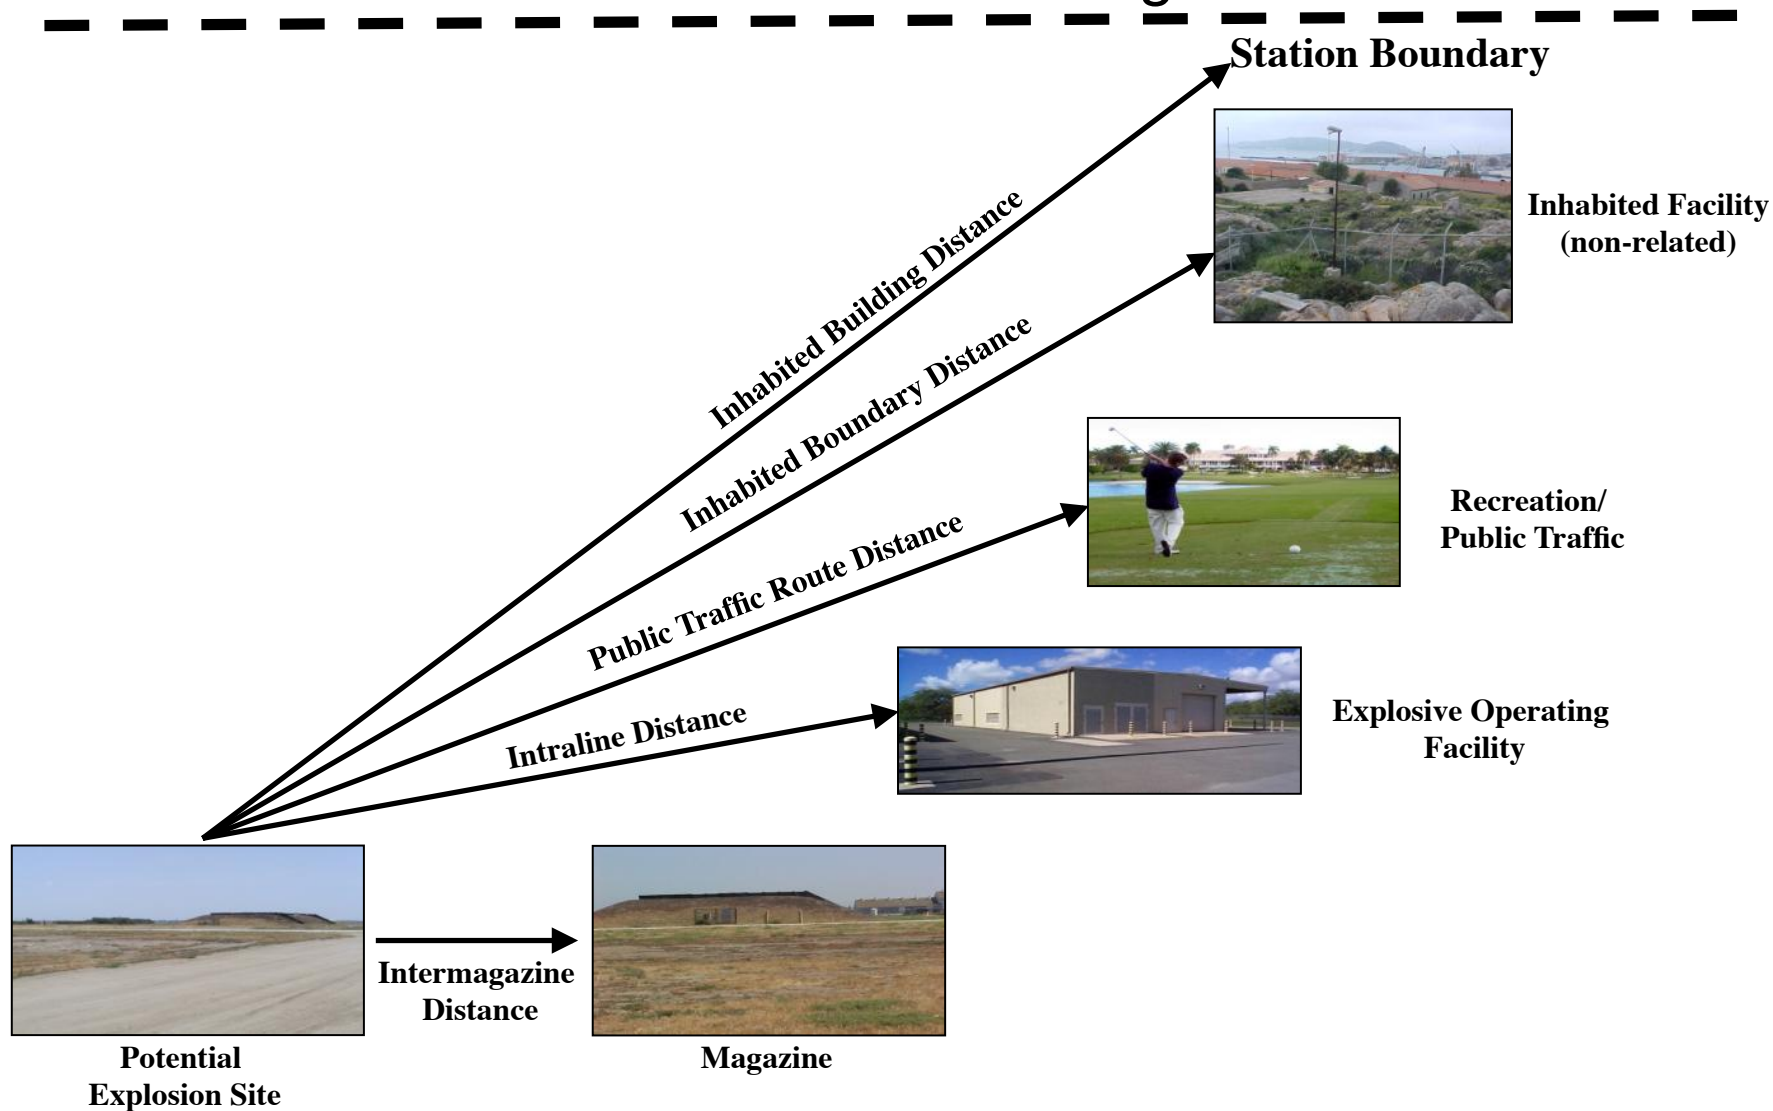 Station Boundary
Inhabited Facility
(non-related)
Inhabited Building Distance
Inhabited Boundary Distance
Recreation/
Public Traffic
Public Traffic Route Distance
Explosive Operating
Facility
Intraline Distance
Intermagazine
Distance
Potential
Explosion Site
Magazine